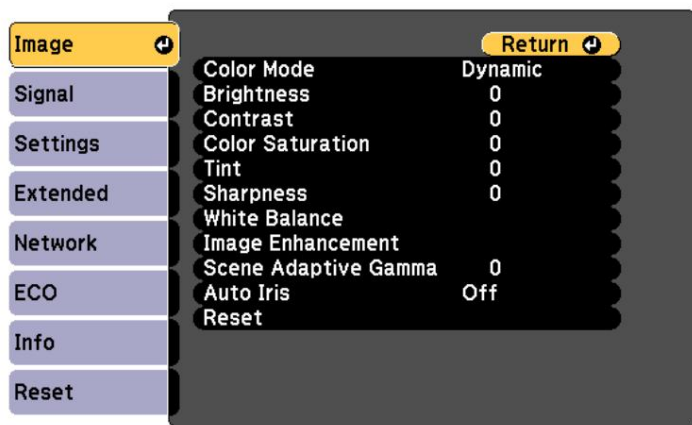 Image
Signal
Settings
Extended
Network
ECO
Info
Reset
Return
Color Mode Dynamic
Brightness 0
Contrast 0
Color Saturation 0
Tint 0
Sharpness 0
White Balance
Image Enhancement
Scene Adaptive Gamma 0
Auto Iris Off
Reset